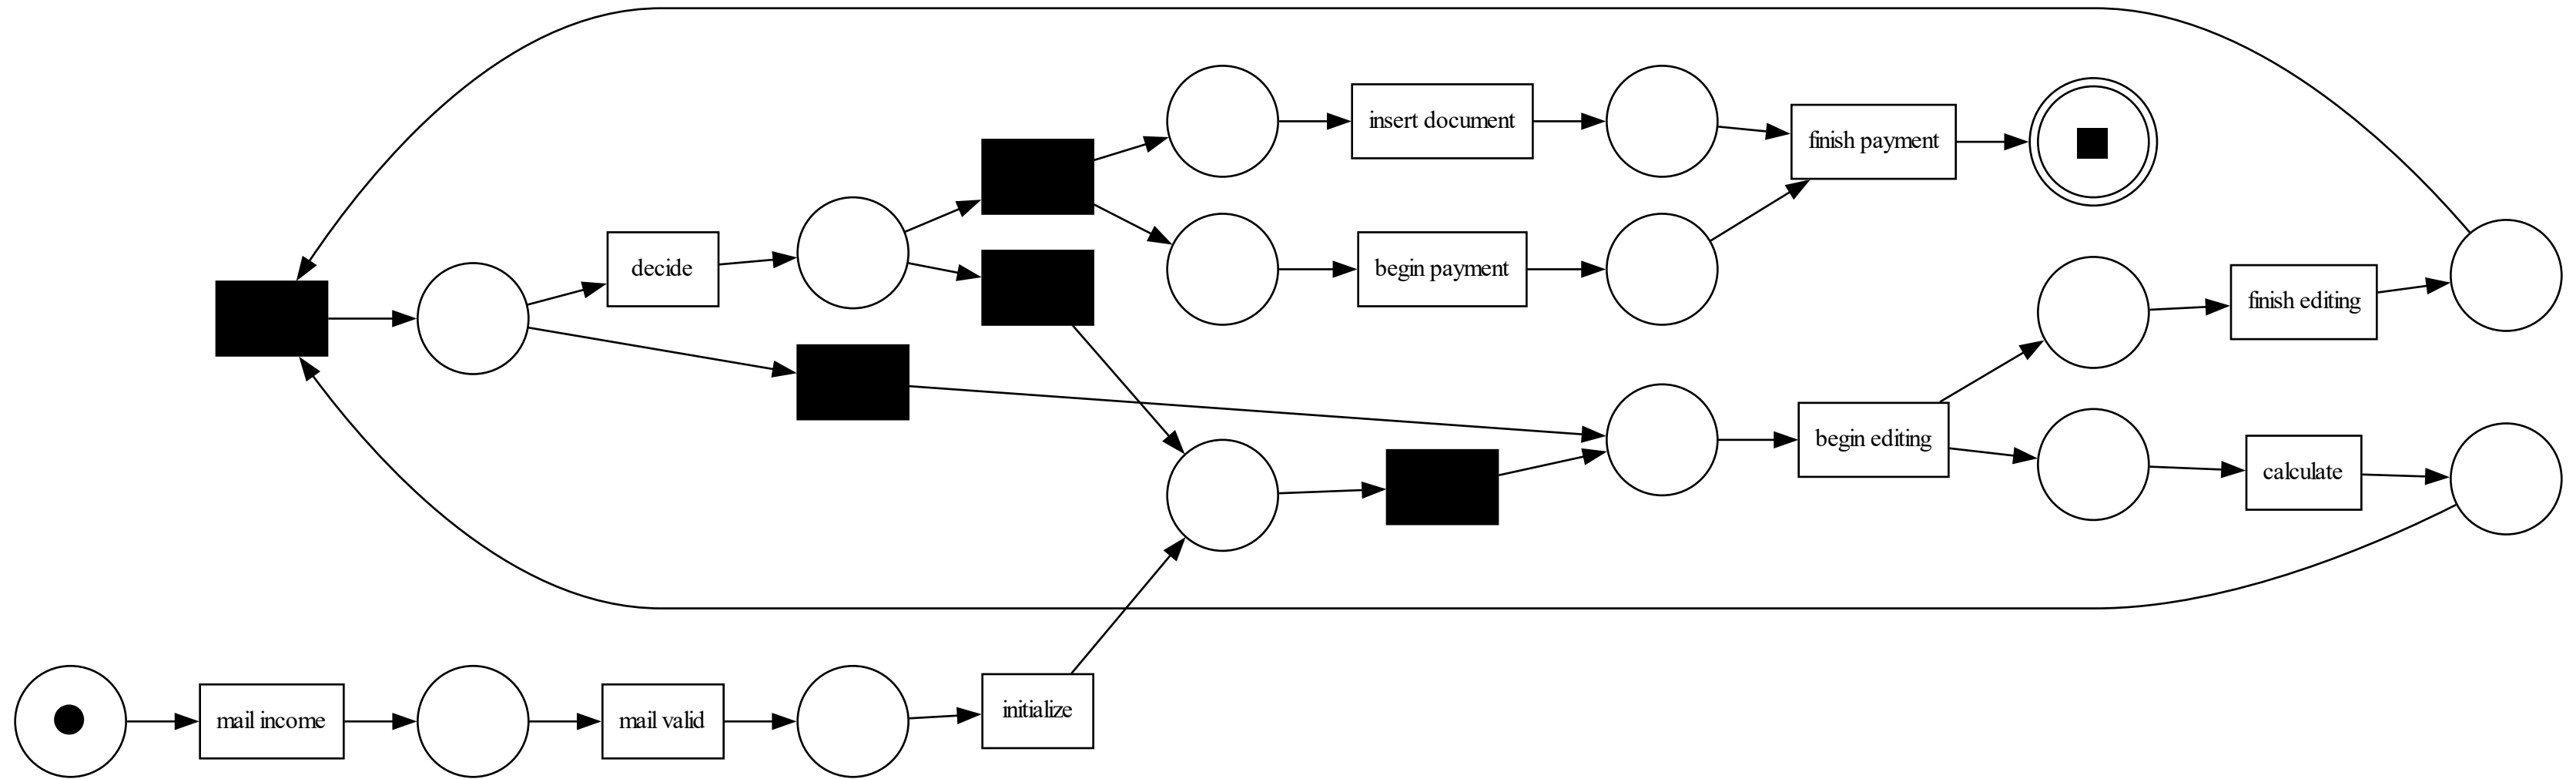 insert document
finish payment
decide
begin payment
finish editing
begin editing
calculate
mail income
mail valid
initialize